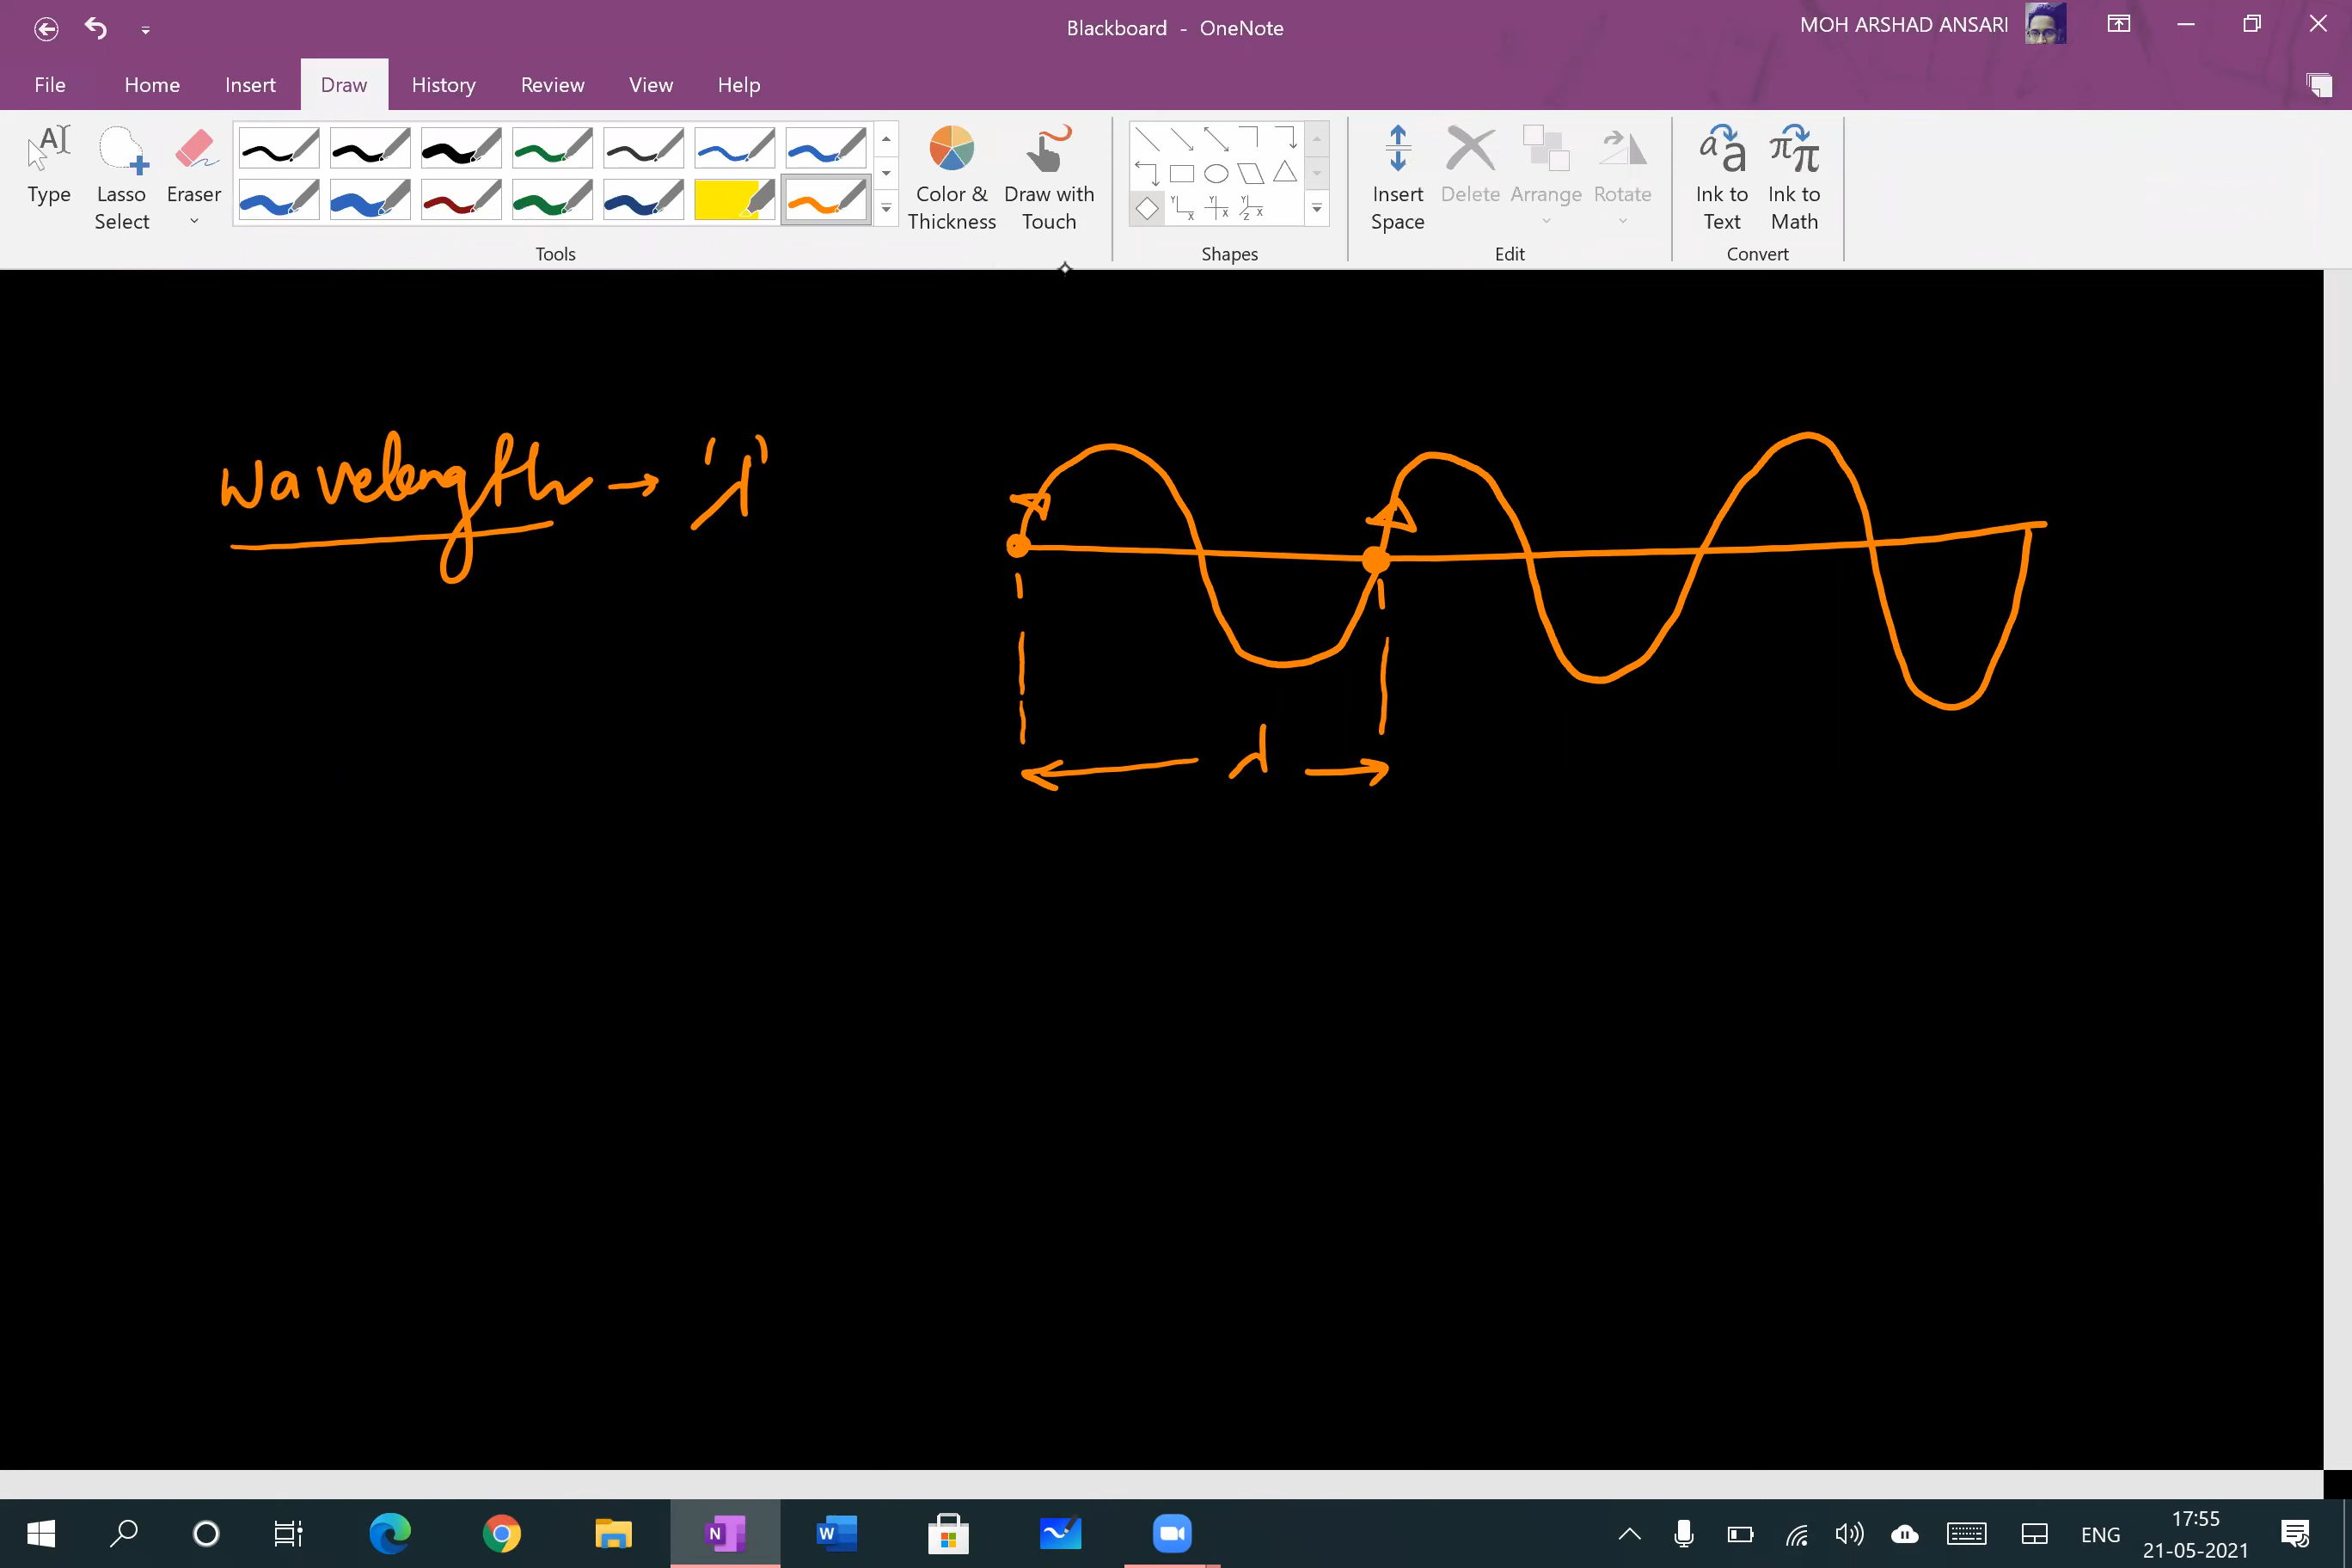 Blackboard - OneNote
MOH ARSHAD ANSARI
File Home Insert Draw History Review View Help
Type
Lasso Select
Eraser
Color & Thickness
Draw with Touch
Insert Space
Delete
Arrange
Rotate
Ink to Text
Ink to Math
Tools
Shapes
Edit
Convert
Wavelength → 'λ'
λ
ENG
17:55
21-05-2021